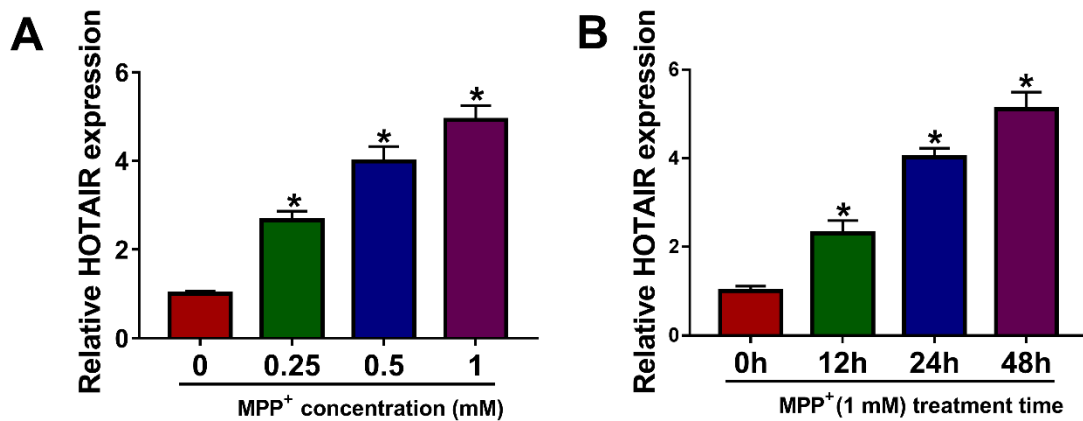 A
Relative HOTAIR expression
6
4
2
0
* * *
0 0.25 0.5 1
MPP⁺ concentration (mM)
B
Relative HOTAIR expression
6
4
2
0
* * *
0h 12h 24h 48h
MPP⁺(1 mM) treatment time